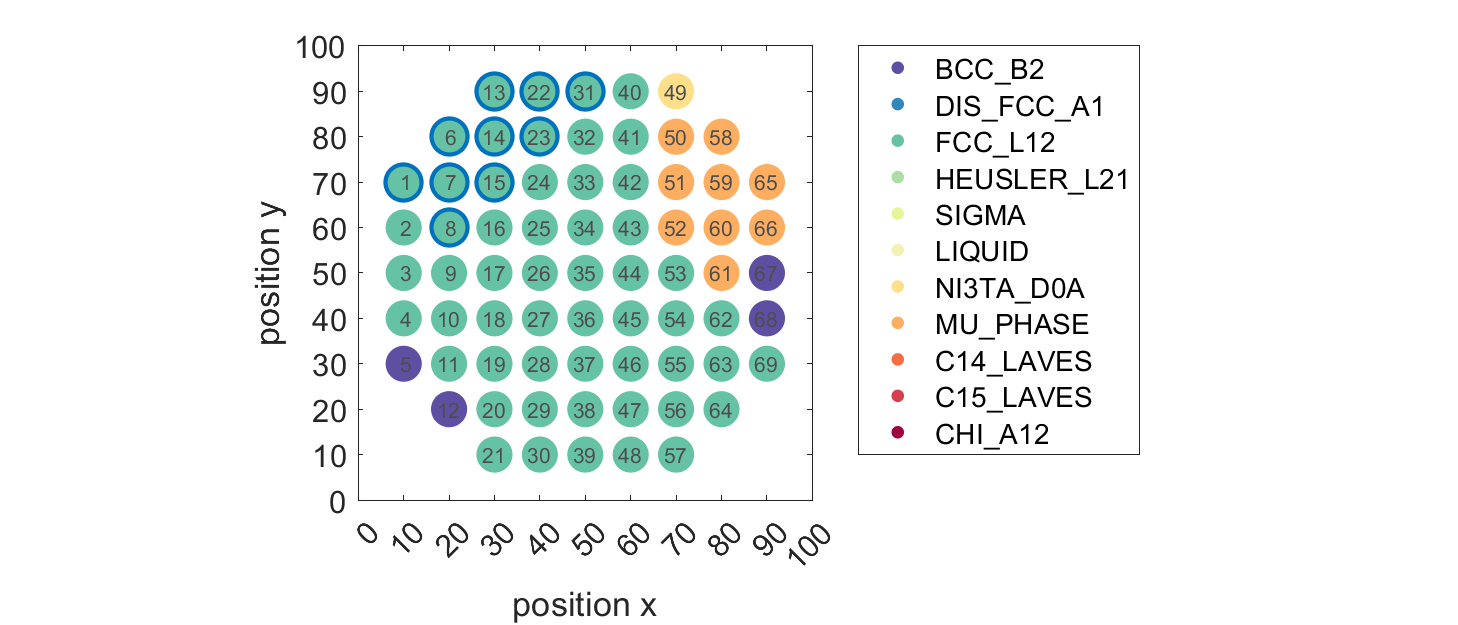 100
90
80
70
60
50
40
30
20
10
0
position y
13 22 31 40 49
6 14 23 32 41 50 58
1 7 15 24 33 42 51 59 65
2 8 16 25 34 43 52 60 66
3 9 17 26 35 44 53 61 67
4 10 18 27 36 45 54 62 68
5 11 19 28 37 46 55 63 69
12 20 29 38 47 56 64
21 30 39 48 57
0 10 20 30 40 50 60 70 80 90 100
position x
BCC_B2
DIS_FCC_A1
FCC_L12
HEUSLER_L21
SIGMA
LIQUID
NI3TA_D0A
MU_PHASE
C14_LAVES
C15_LAVES
CHI_A12